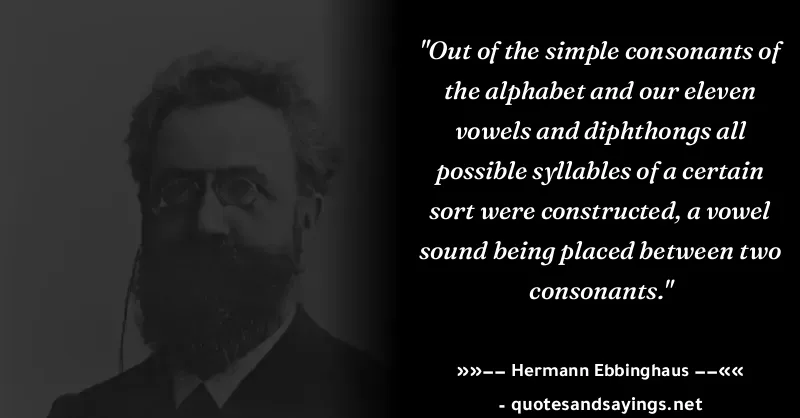 "Out of the simple consonants of
the alphabet and our eleven
vowels and diphthongs all
possible syllables of a certain
sort were constructed, a vowel
sound being placed between two
consonants."
»»−− Hermann Ebbinghaus −−««
- quotesandsayings.net